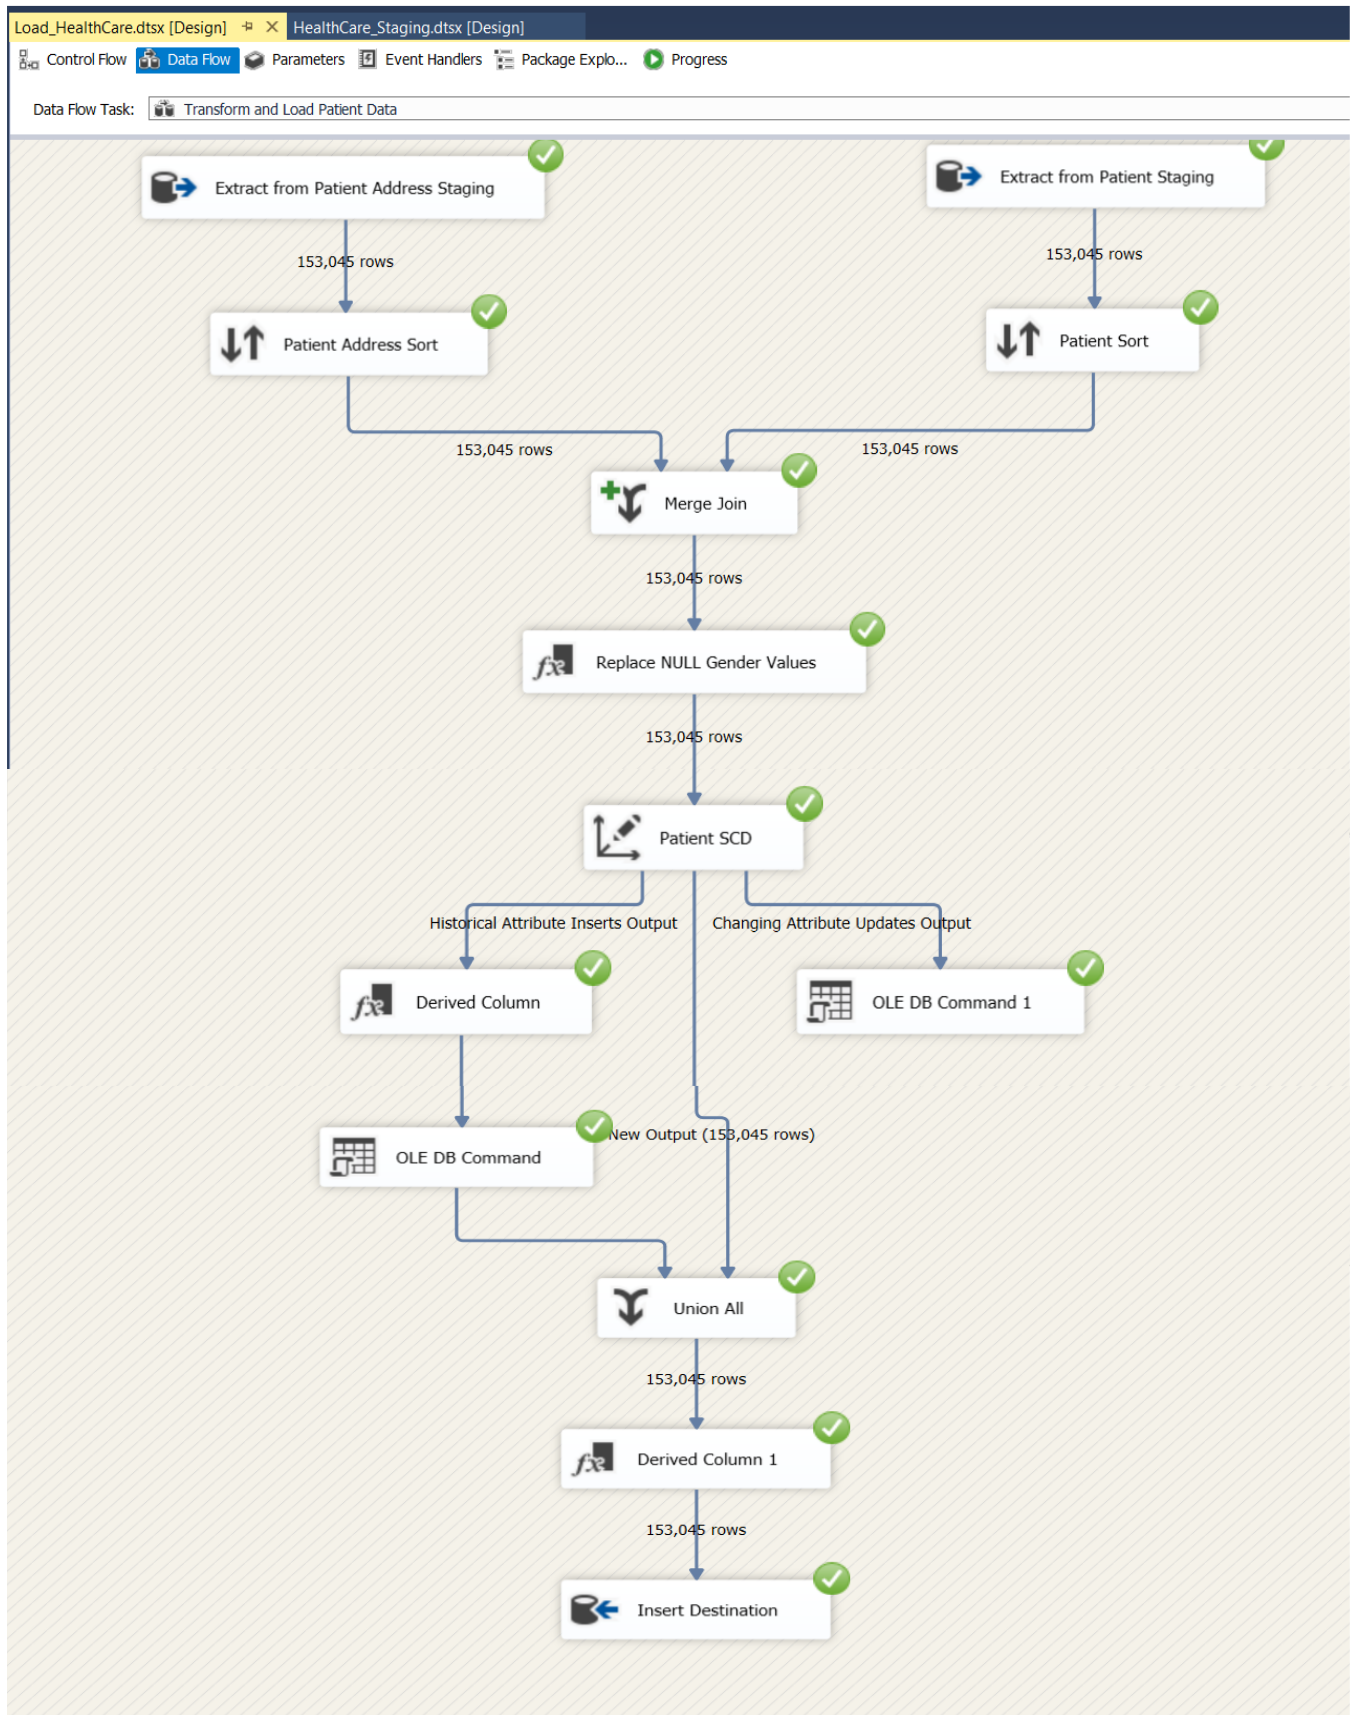 Load_HealthCare.dtsx [Design] HealthCare_Staging.dtsx [Design]
Control Flow Data Flow Parameters Event Handlers Package Explo... Progress
Data Flow Task: Transform and Load Patient Data
Extract from Patient Address Staging
Extract from Patient Staging
153,045 rows
153,045 rows
Patient Address Sort
Patient Sort
153,045 rows
153,045 rows
Merge Join
153,045 rows
Replace NULL Gender Values
153,045 rows
Patient SCD
Historical Attribute Inserts Output
Changing Attribute Updates Output
Derived Column
OLE DB Command 1
New Output (153,045 rows)
OLE DB Command
Union All
153,045 rows
Derived Column 1
153,045 rows
Insert Destination